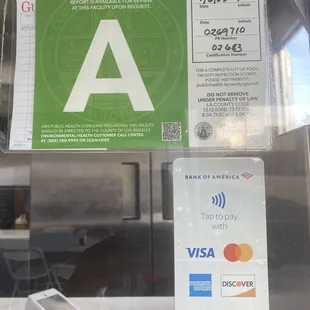 Gu
REPORT IS AVAILABLE FOR REVIEW
AT THIS FACILITY UPON REQUEST.
A
Date
Initials
0269710
PR Number
02683
Certification Number
FOR A COMPLETE LIST OF FOOD
FACILITY INSPECTION SCORES,
PLEASE VISIT WEBSITE:
publichealth.lacounty.gov/eh
DO NOT REMOVE
UNDER PENALTY OF LAW
LA COUNTY CODE
ANY PUBLIC HEALTH CONCERNS REGARDING THIS FACILITY
SHOULD BE DIRECTED TO THE COUNTY OF LOS ANGELES
ENVIRONMENTAL HEALTH CUSTOMER CALL CENTER
AT (888) 700-9995 OR SCAN HERE
BANK OF AMERICA
Tap to pay
with
VISA
mastercard
AMERICAN
EXPRESS
DISCOVER